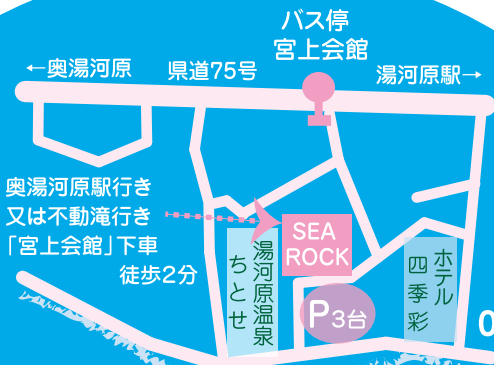 バス停
宮上会館
←奥湯河原
県道75号
湯河原駅→
奥湯河原駅行き
又は不動滝行き
「宮上会館」下車
徒歩2分
SEA
ROCK
湯河原温泉
ちとせ
P3台
ホテル
四季彩
0